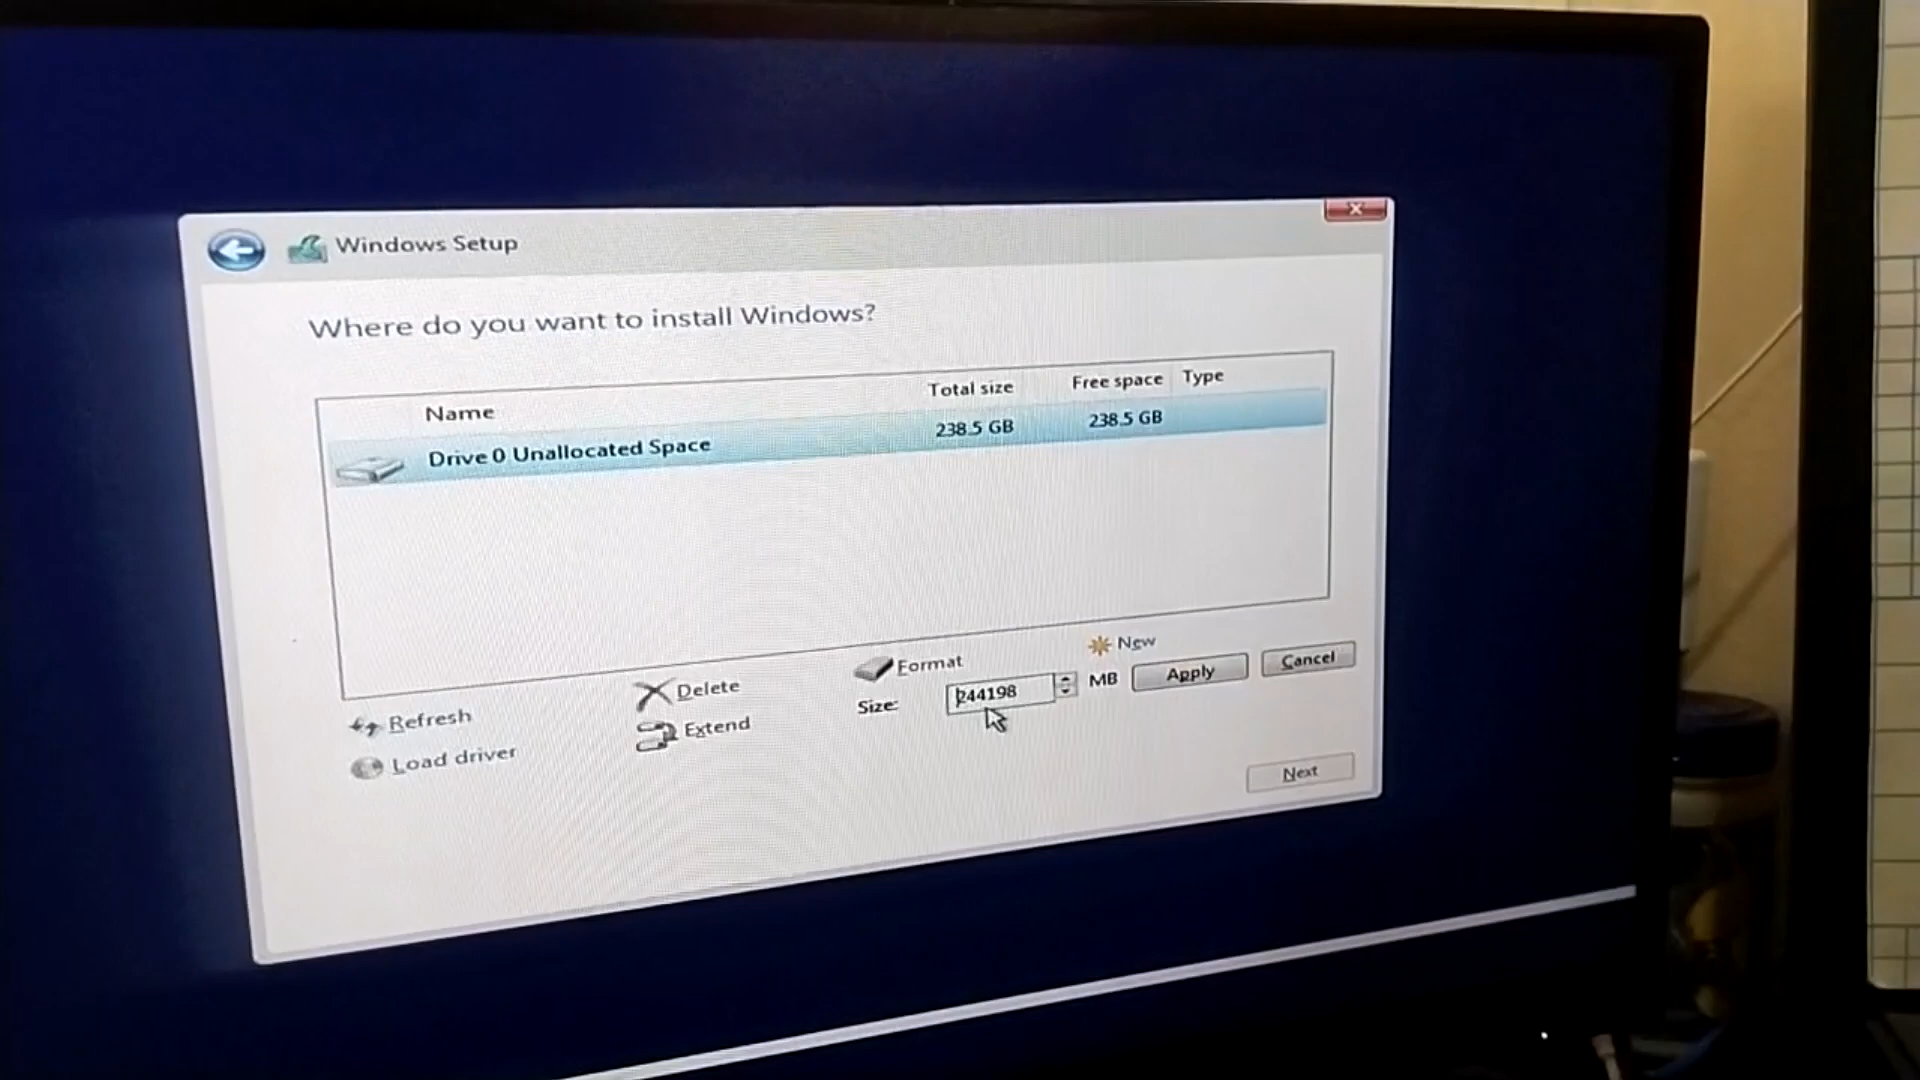 Windows Setup
Where do you want to install Windows?
Name Total size Free space Type
Drive 0 Unallocated Space 238.5 GB 238.5 GB
Refresh Delete Format New
Load driver Extend Size: 244198 MB Apply Cancel
Next